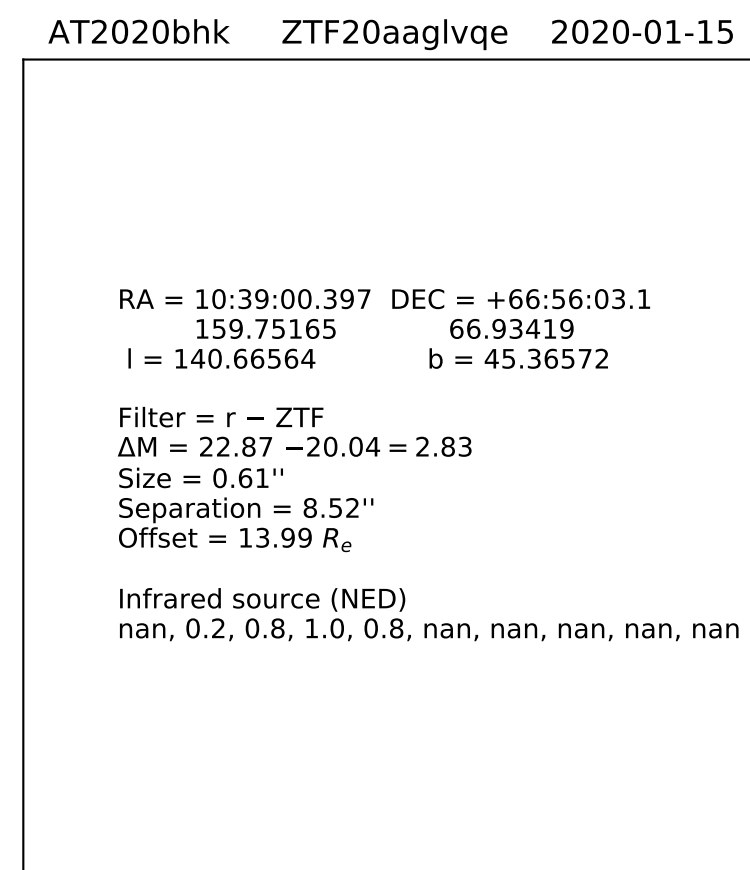 AT2020bhk ZTF20aaglvqe 2020-01-15
RA = 10:39:00.397 DEC = +66:56:03.1
159.75165 66.93419
l = 140.66564 b = 45.36572
Filter = r − ZTF
ΔM = 22.87 −20.04 = 2.83
Size = 0.61''
Separation = 8.52''
Offset = 13.99 Re
Infrared source (NED)
nan, 0.2, 0.8, 1.0, 0.8, nan, nan, nan, nan, nan